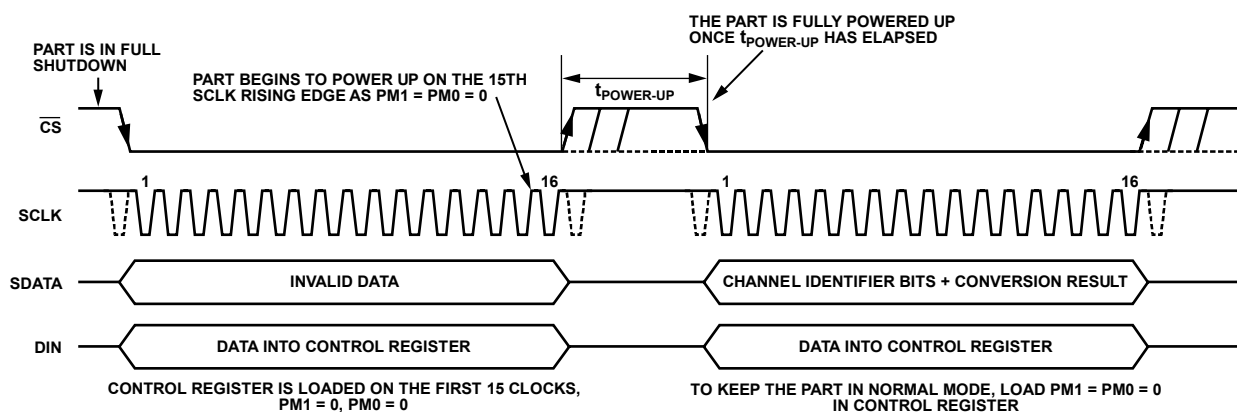 THE PART IS FULLY POWERED UP
ONCE tPOWER-UP HAS ELAPSED
PART IS IN FULL
SHUTDOWN
PART BEGINS TO POWER UP ON THE 15TH
SCLK RISING EDGE AS PM1 = PM0 = 0
tPOWER-UP
CS
1
16
1
16
SCLK
SDATA
INVALID DATA
CHANNEL IDENTIFIER BITS + CONVERSION RESULT
DIN
DATA INTO CONTROL REGISTER
DATA INTO CONTROL REGISTER
CONTROL REGISTER IS LOADED ON THE FIRST 15 CLOCKS,
PM1 = 0, PM0 = 0
TO KEEP THE PART IN NORMAL MODE, LOAD PM1 = PM0 = 0
IN CONTROL REGISTER